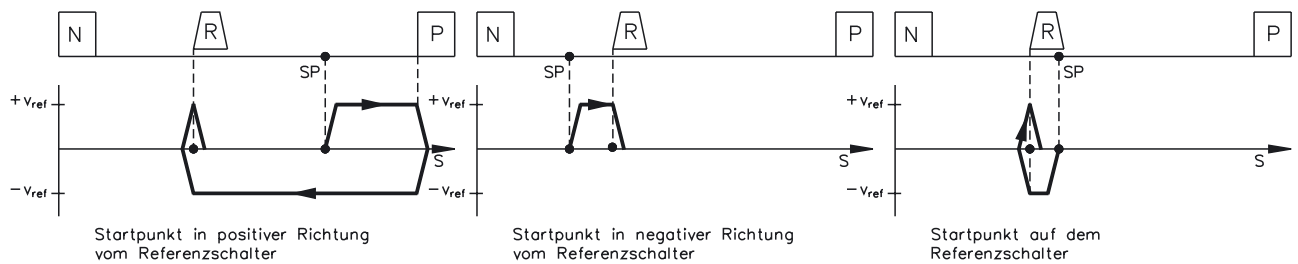 N R P
SP
+vref
S
-vref
Startpunkt in positiver Richtung
vom Referenzschalter
N R P
SP
+vref
S
-vref
Startpunkt in negativer Richtung
vom Referenzschalter
N R P
SP
+vref
S
-vref
Startpunkt auf dem
Referenzschalter